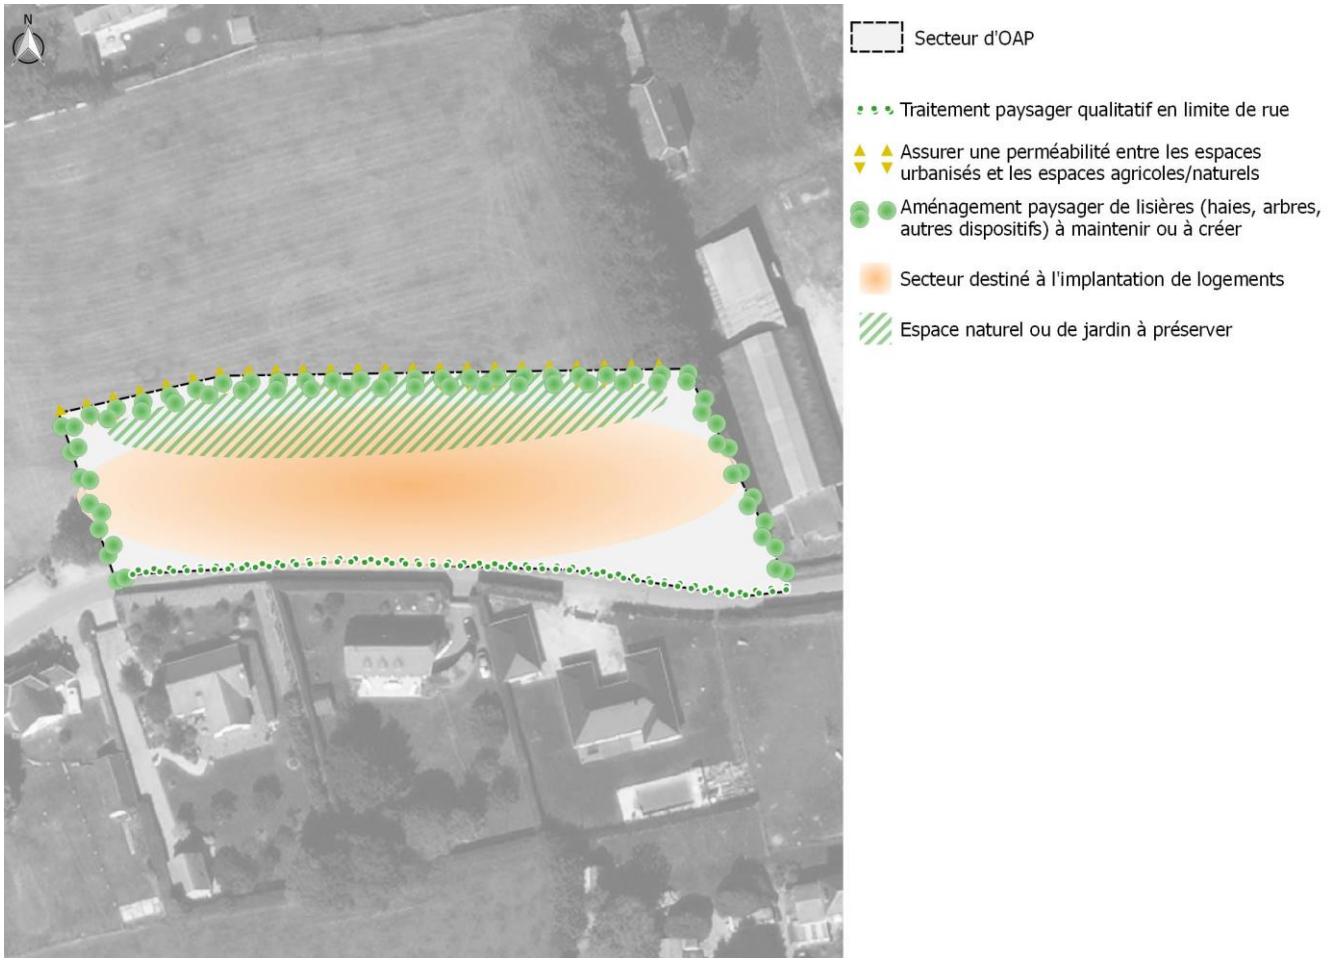 N
Secteur d'OAP
Traitement paysager qualitatif en limite de rue
Assurer une perméabilité entre les espaces
urbanisés et les espaces agricoles/naturels
Aménagement paysager de lisières (haies, arbres,
autres dispositifs) à maintenir ou à créer
Secteur destiné à l'implantation de logements
Espace naturel ou de jardin à préserver